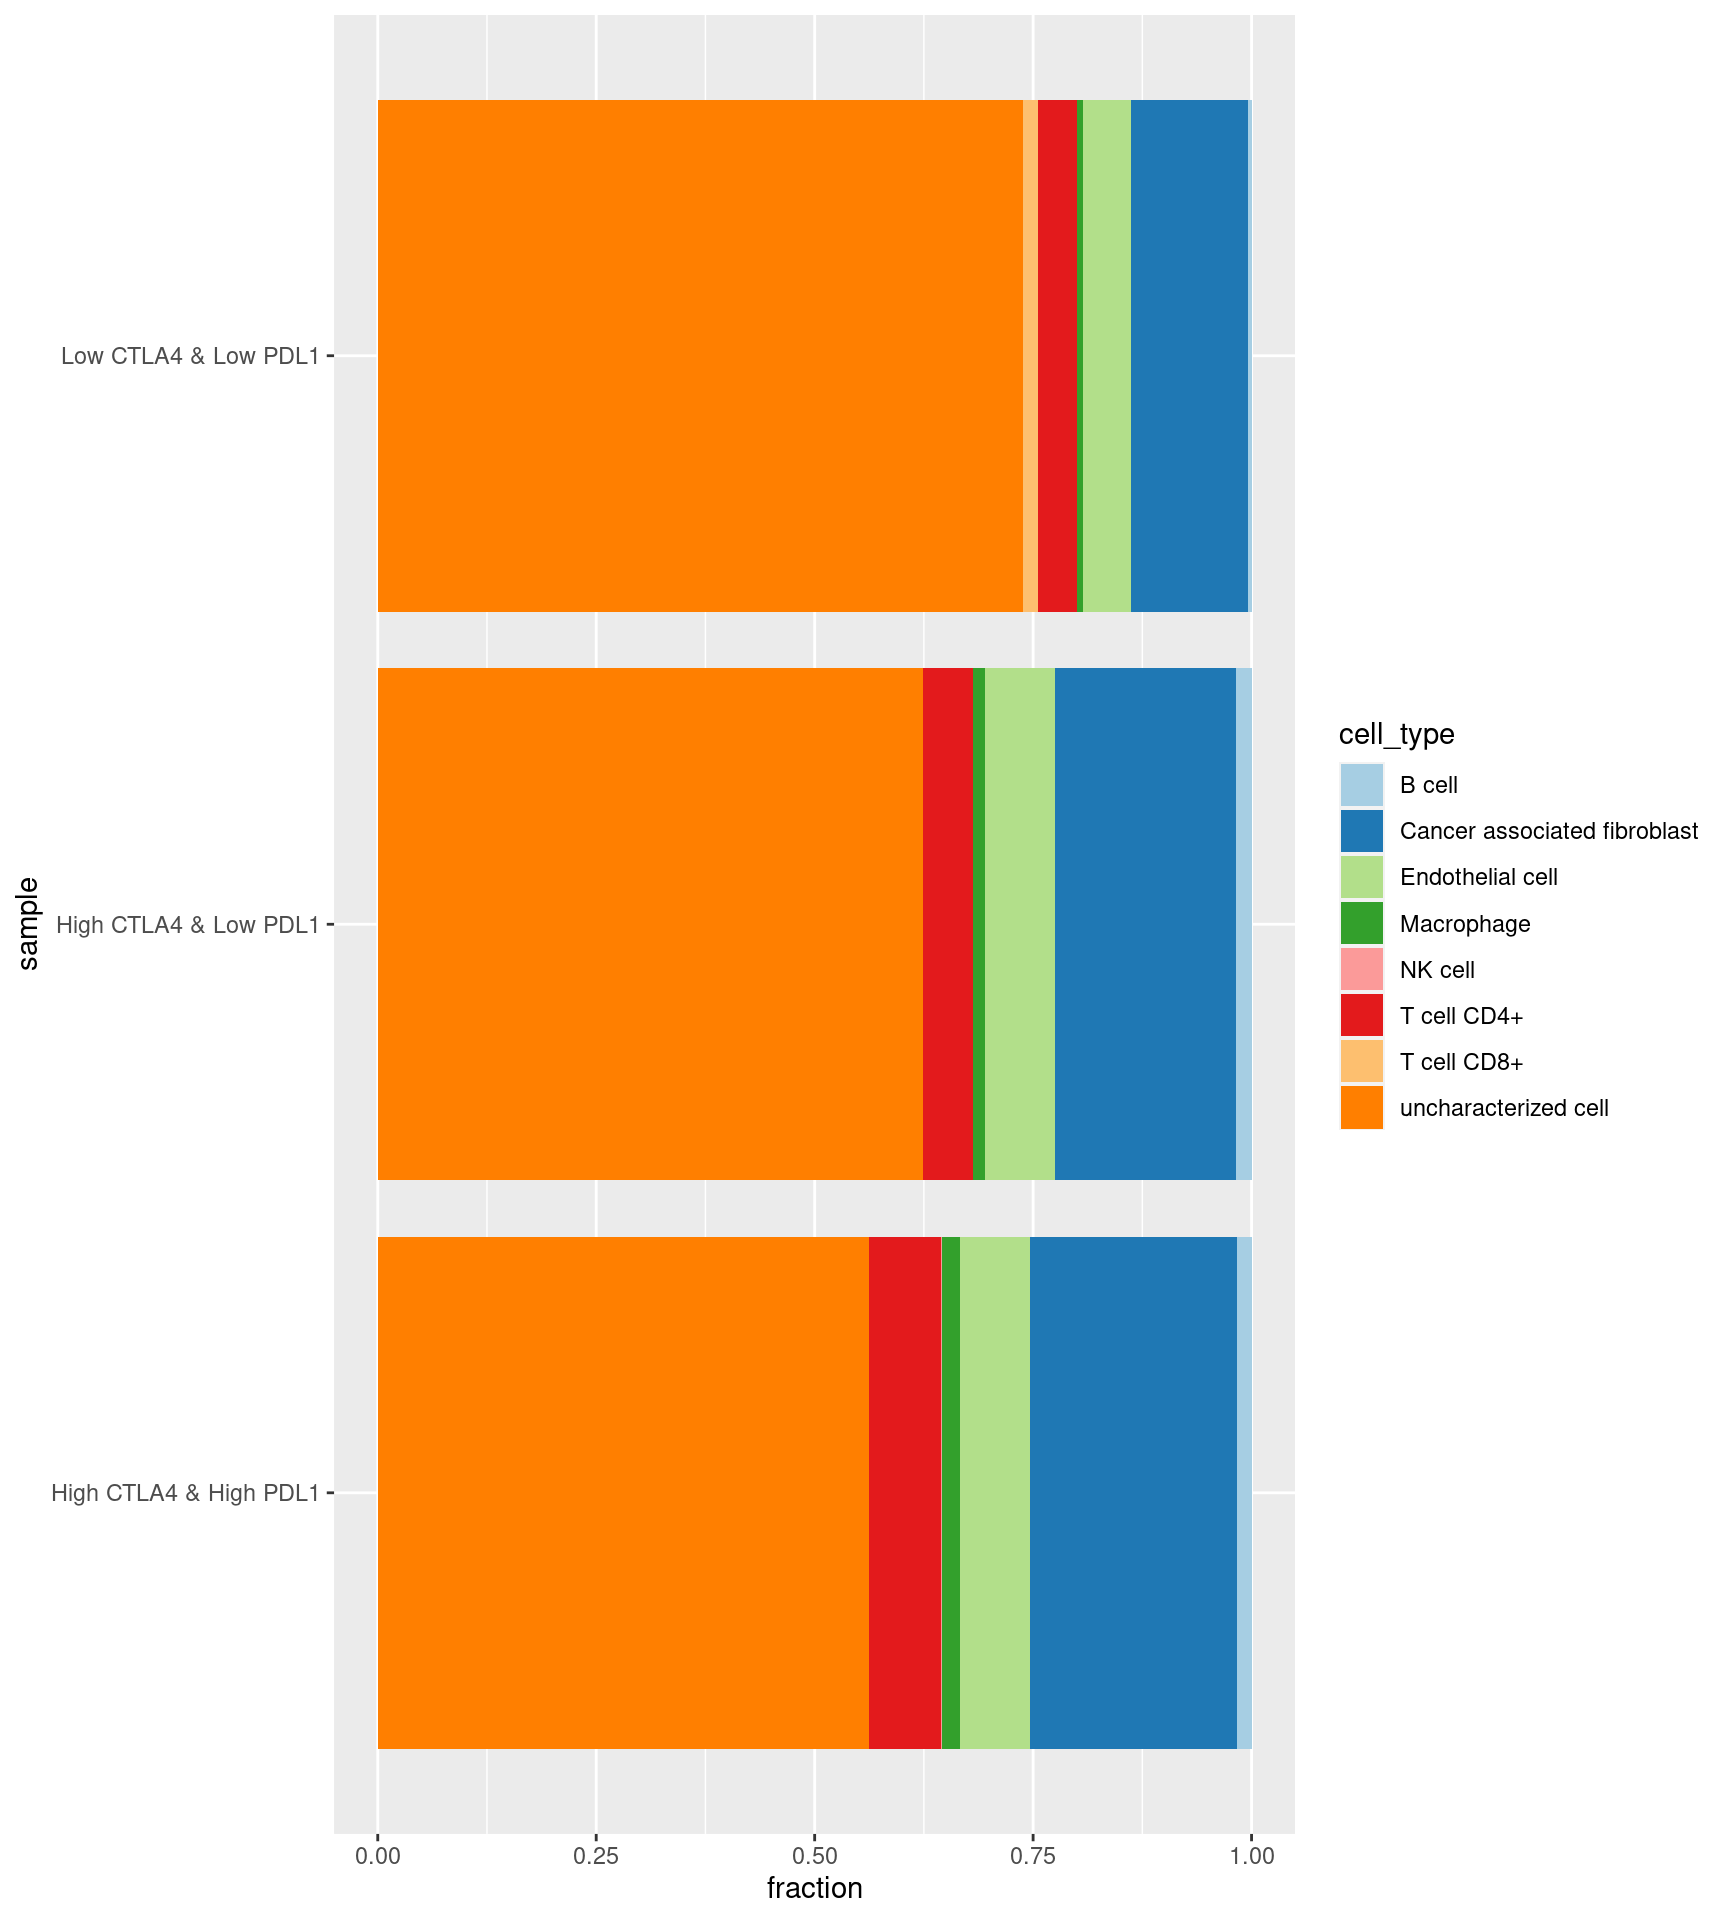 sample
Low CTLA4 & Low PDL1
High CTLA4 & Low PDL1
High CTLA4 & High PDL1
0.00 0.25 0.50 0.75 1.00
fraction
cell_type
B cell
Cancer associated fibroblast
Endothelial cell
Macrophage
NK cell
T cell CD4+
T cell CD8+
uncharacterized cell